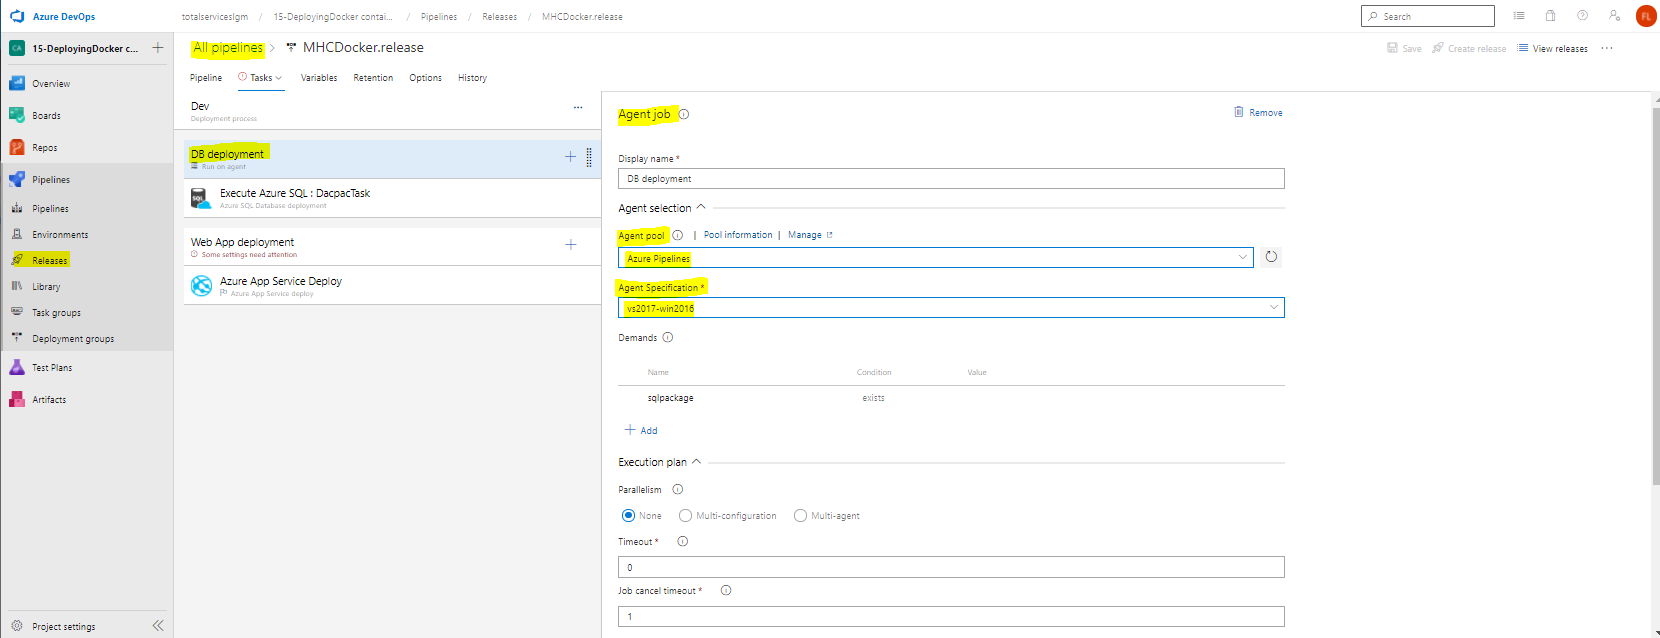 Azure DevOps
totalserviceslgm / 15-DeployingDocker contai... / Pipelines / Releases / MHCDocker.release
Search
FL
CA
15-DeployingDocker c...
Overview
Boards
Repos
Pipelines
Pipelines
Environments
Releases
Library
Task groups
Deployment groups
Test Plans
Artifacts
Project settings
All pipelines > MHCDocker.release
Save
Create release
View releases
Pipeline
Tasks
Variables
Retention
Options
History
Dev
Deployment process
DB deployment
Run on agent
SQL
Execute Azure SQL : DacpacTask
Azure SQL Database deployment
Web App deployment
Some settings need attention
Azure App Service Deploy
Azure App Service deploy
Agent job
Remove
Display name *
DB deployment
Agent selection
Agent pool | Pool information | Manage
Azure Pipelines
Agent Specification *
vs2017-win2016
Demands
Name Condition Value
sqlpackage exists
Add
Execution plan
Parallelism
None Multi-configuration Multi-agent
Timeout *
0
Job cancel timeout *
1